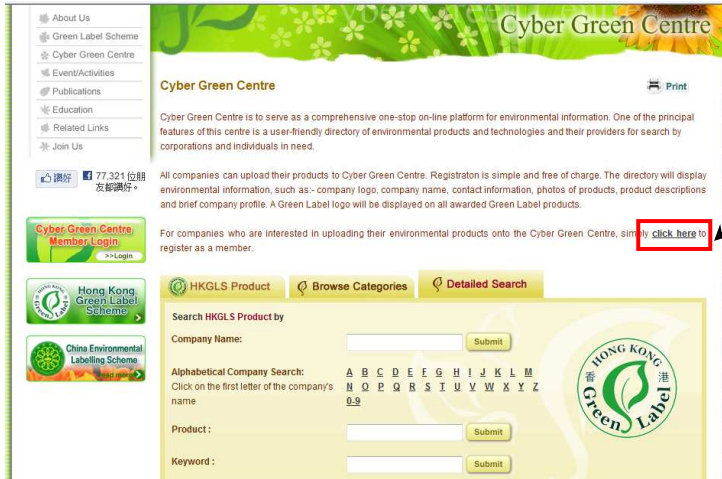 Cyber Green Centre
About Us
Green Label Scheme
Cyber Green Centre
Event/Activities
Publications
Education
Related Links
Join Us
讚好 77,321 位朋
友都讚好。
Cyber Green Centre
Member Login
>>Login
Hong Kong
Green Label
Scheme
China Environmental
Labelling Scheme
Read more
Cyber Green Centre
Print
Cyber Green Centre is to serve as a comprehensive one-stop on-line platform for environmental information. One of the principal
features of this centre is a user-friendly directory of environmental products and technologies and their providers for search by
corporations and individuals in need.
All companies can upload their products to Cyber Green Centre. Registraton is simple and free of charge. The directory will display
environmental information, such as:- company logo, company name, contact information, photos of products, product descriptions
and brief company profile. A Green Label logo will be displayed on all awarded Green Label products.
For companies who are interested in uploading their environmental products onto the Cyber Green Centre, simply click here to
register as a member.
HKGLS Product
Browse Categories
Detailed Search
Search HKGLS Product by
Company Name:
Submit
Alphabetical Company Search:
Click on the first letter of the company's
name
A B C D E F G H I J K L M
N O P Q R S T U V W X Y Z
0-9
Product :
Submit
Keyword :
Submit
HONG KONG
香 港
Green Label